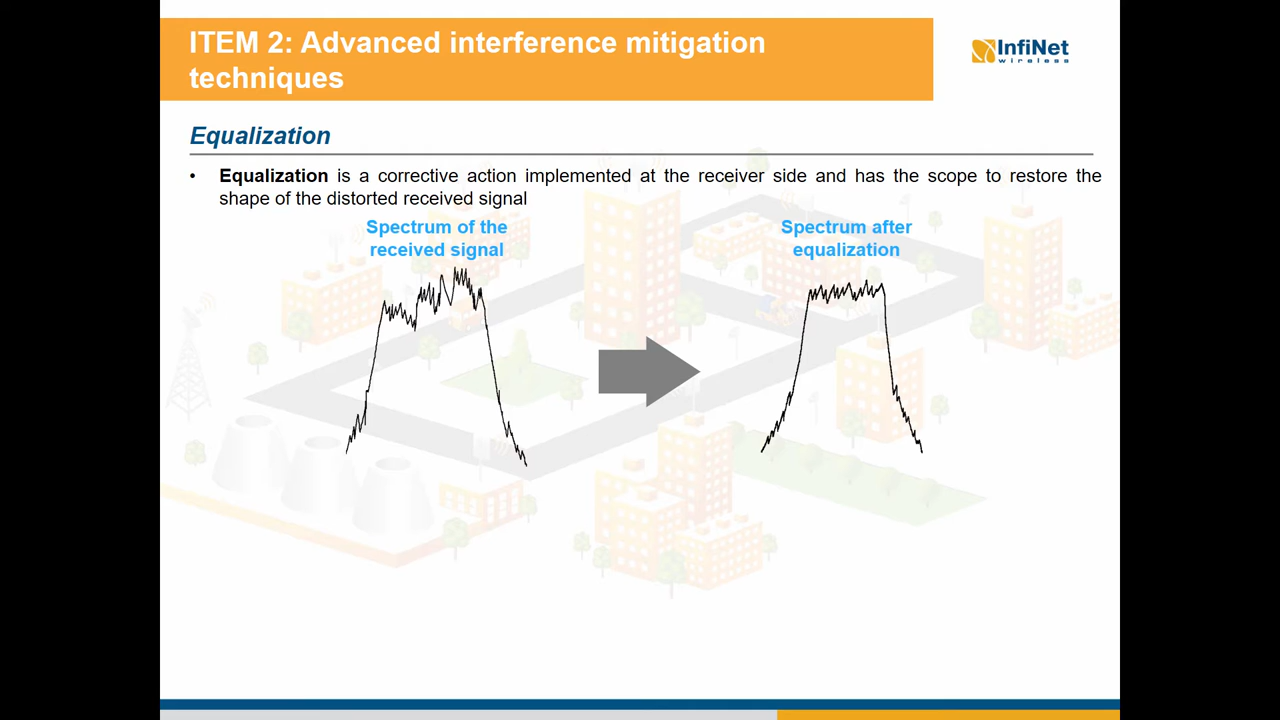 ITEM 2: Advanced interference mitigation
techniques
InfiNet
wireless
Equalization
• Equalization is a corrective action implemented at the receiver side and has the scope to restore the
shape of the distorted received signal
Spectrum of the
received signal
Spectrum after
equalization